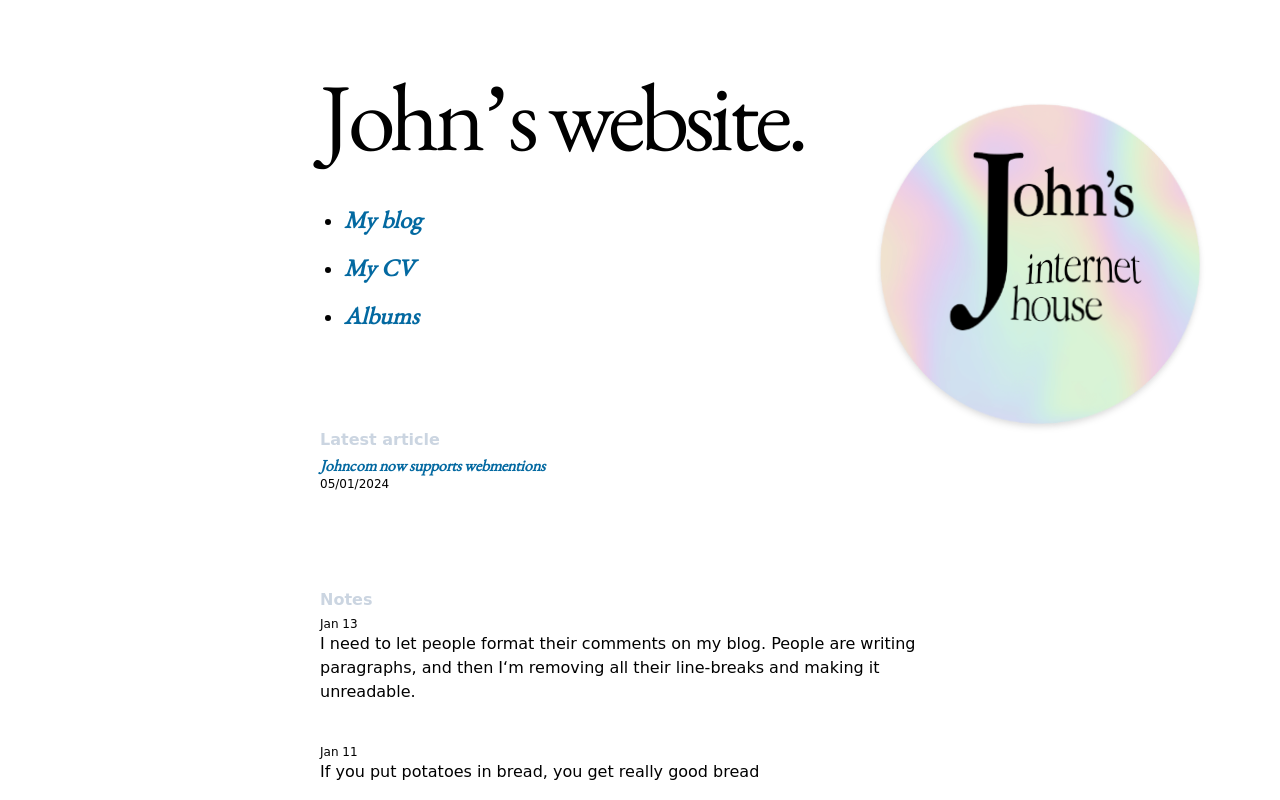 John’s website.
John's
internet
house
My blog
My CV
Albums
Latest article
Johncom now supports webmentions
05/01/2024
Notes
Jan 13
I need to let people format their comments on my blog. People are writing
paragraphs, and then I‘m removing all their line-breaks and making it
unreadable.
Jan 11
If you put potatoes in bread, you get really good bread